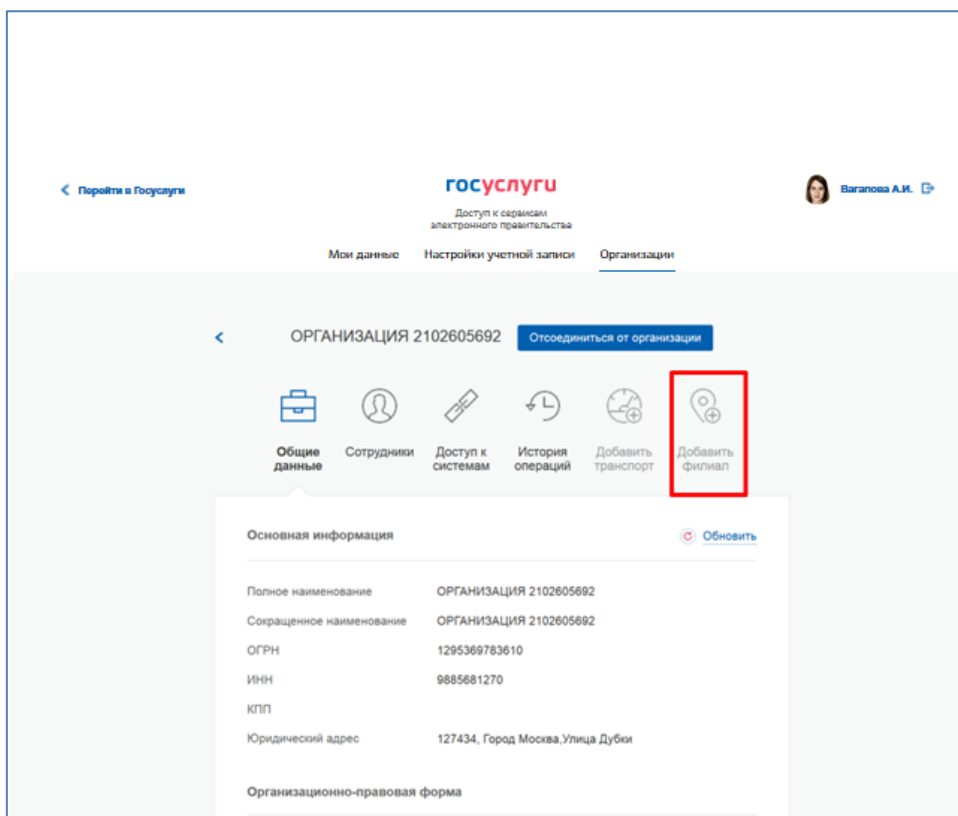 Перейти в Госуслуги
госуслуги
Вагапова А.И.
Доступ к сервисам
электронного правительства
Мои данные Настройки учетной записи Организации
ОРГАНИЗАЦИЯ 2102605692 Отсоединиться от организации
Общие данные
Сотрудники
Доступ к системам
История операций
Добавить транспорт
Добавить филиал
Основная информация Обновить
Полное наименование ОРГАНИЗАЦИЯ 2102605692
Сокращенное наименование ОРГАНИЗАЦИЯ 2102605692
ОГРН 1295369783610
ИНН 9885681270
КПП
Юридический адрес 127434, Город Москва,Улица Дубки
Организационно-правовая форма